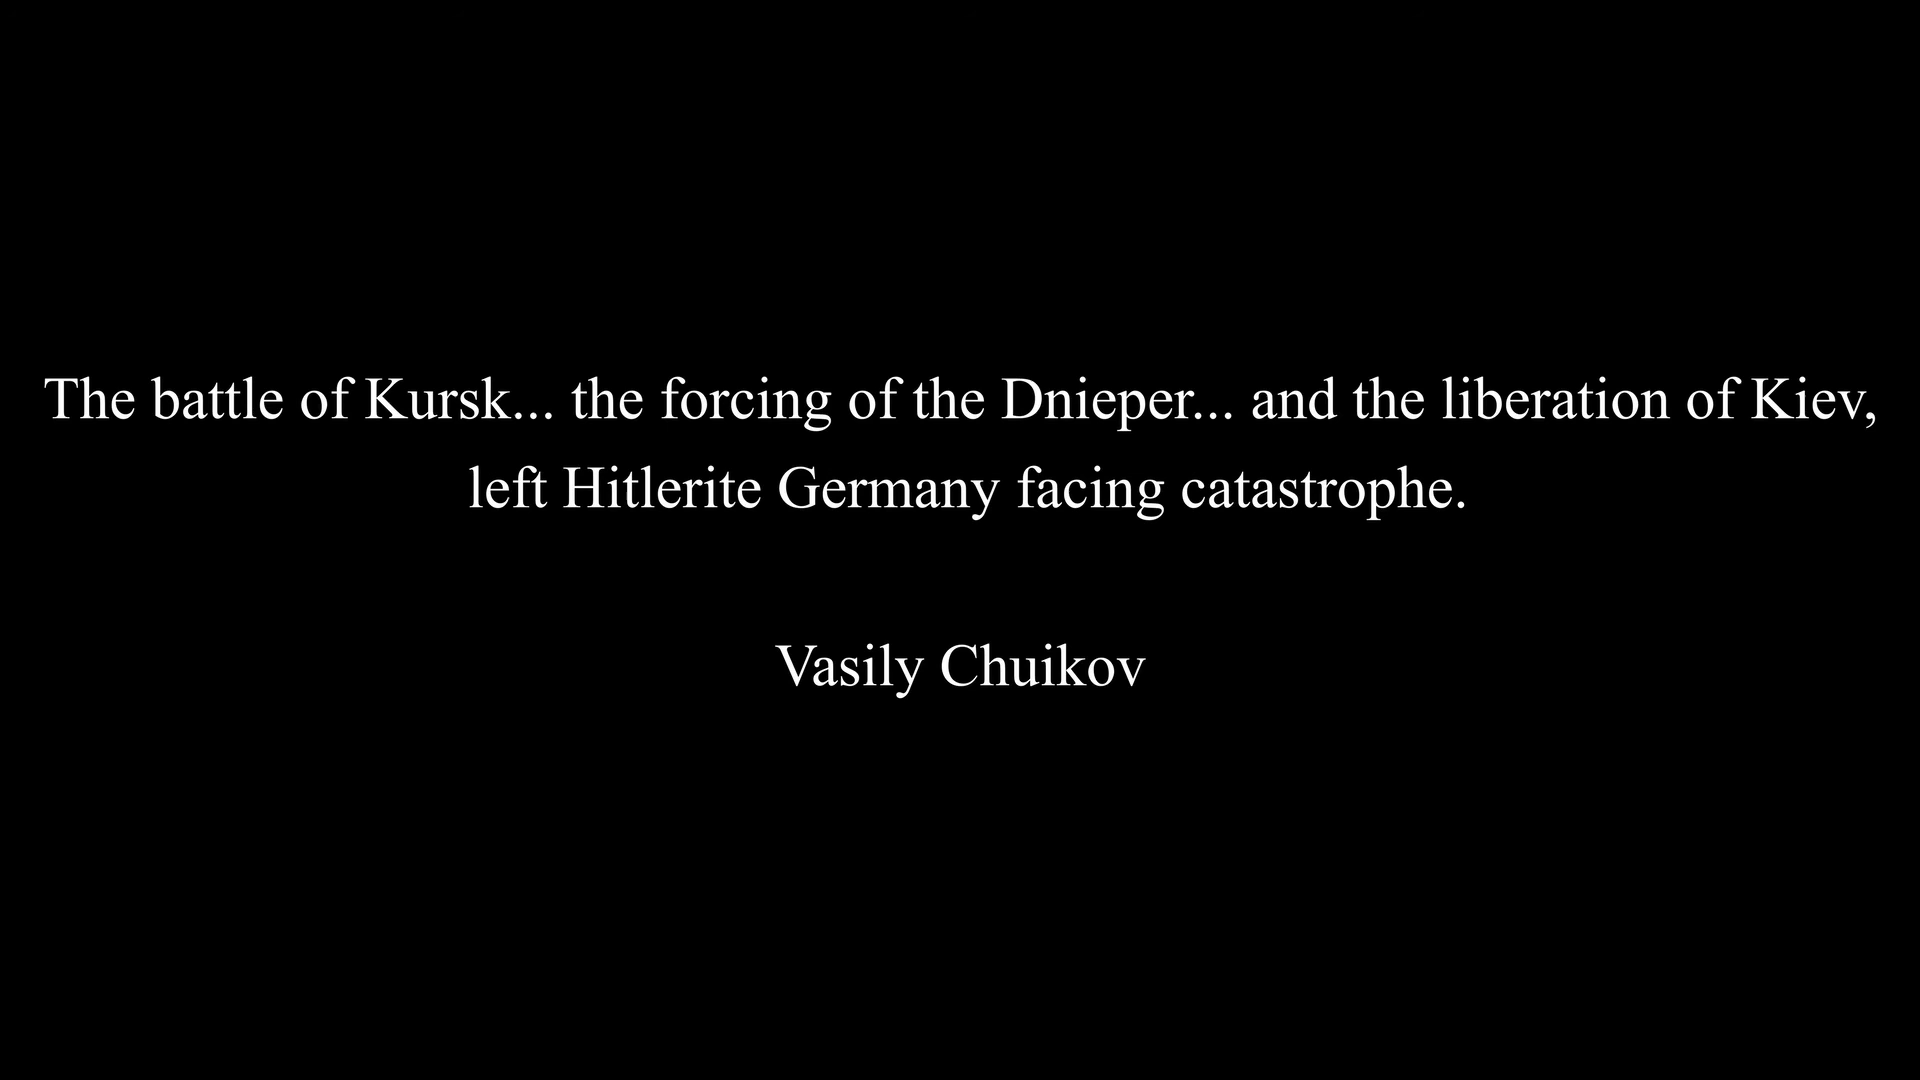 The battle of Kursk... the forcing of the Dnieper... and the liberation of Kiev,
left Hitlerite Germany facing catastrophe.
Vasily Chuikov